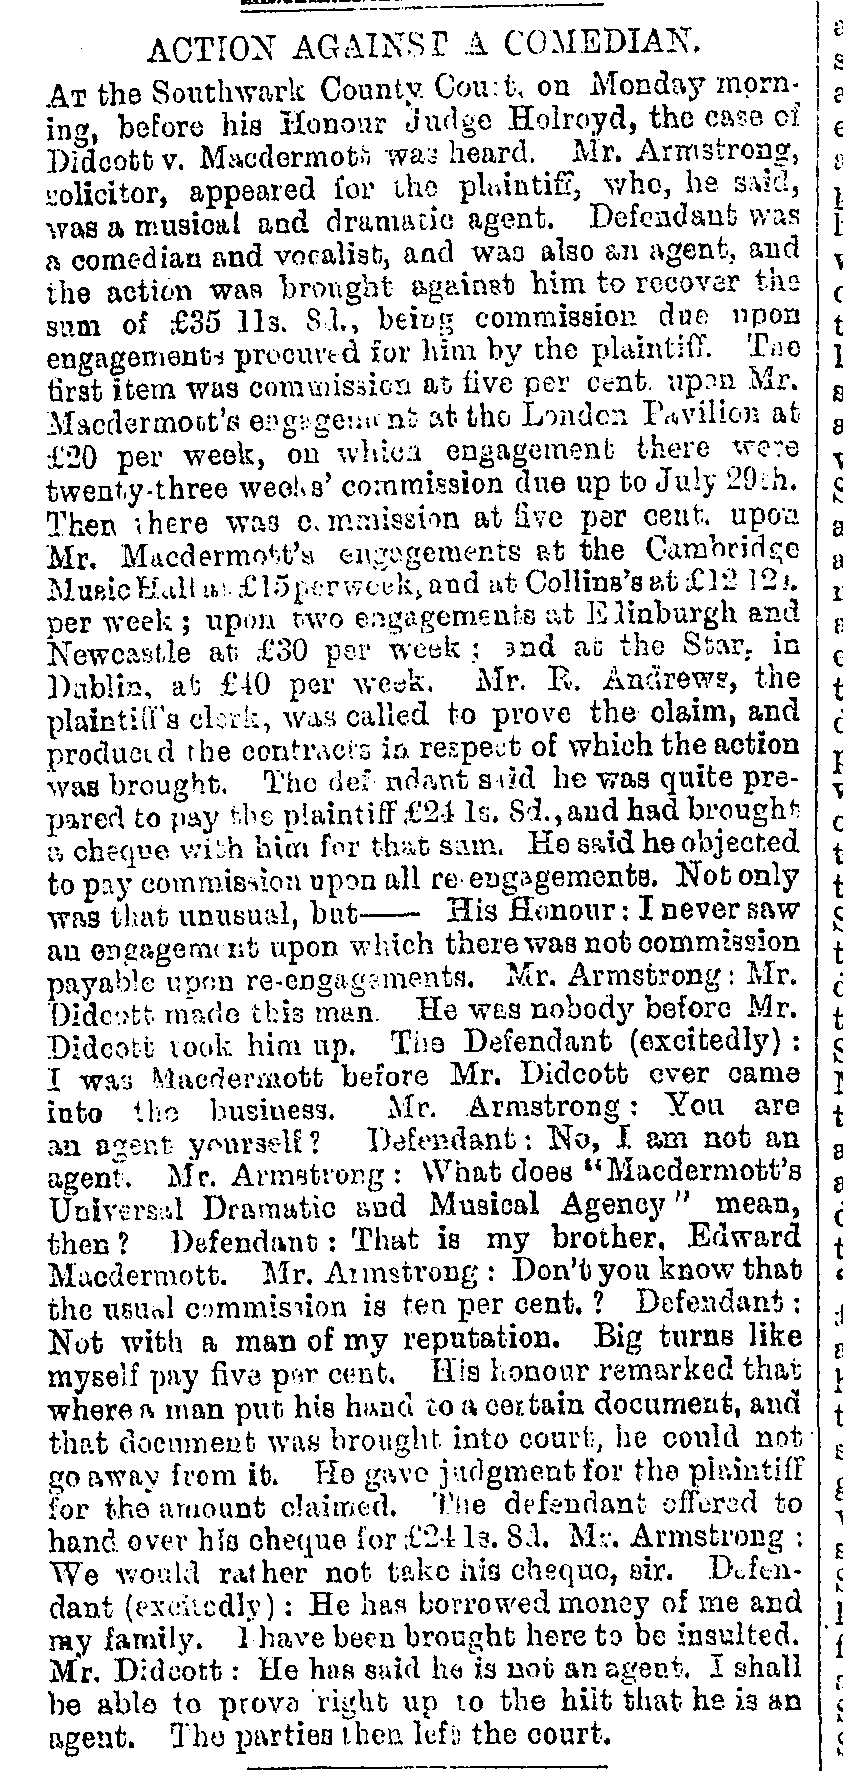 ACTION AGAINST A COMEDIAN.
AT the Southwark County Court, on Monday morn-
ing, before his Honour Judge Holroyd, the case of
Didcott v. Macdermott was heard. Mr. Armstrong,
solicitor, appeared for the plaintiff, who, he said,
was a musical and dramatic agent. Defendant was
a comedian and vocalist, and was also an agent, and
the action was brought against him to recover the
sum of £35 11s. 8d., being commission due upon
engagements procured for him by the plaintiff. The
first item was commission at five per cent. upon Mr.
Macdermott's engagement at the London Pavilion at
£20 per week, on which engagement there were
twenty-three weeks' commission due up to July 29th.
Then there was commission at five per cent. upon
Mr. Macdermott's engagements at the Cambridge
Music Hall at £15 per week, and at Collins's at £12 12s.
per week; upon two engagements at Edinburgh and
Newcastle at £30 per week; and at the Star, in
Dublin, at £40 per week. Mr. R. Andrews, the
plaintiff's clerk, was called to prove the claim, and
produced the contracts in respect of which the action
was brought. The defendant said he was quite pre-
pared to pay the plaintiff £24 1s. 8d., and had brought
a cheque with him for that sum. He said he objected
to pay commission upon all re-engagements. Not only
was that unusual, but—— His Honour: I never saw
an engagement upon which there was not commission
payable upon re-engagements. Mr. Armstrong: Mr.
Didcott made this man. He was nobody before Mr.
Didcott took him up. The Defendant (excitedly):
I was Macdermott before Mr. Didcott ever came
into the business. Mr. Armstrong: You are
an agent yourself? Defendant: No, I am not an
agent. Mr. Armstrong: What does "Macdermott's
Universal Dramatic and Musical Agency" mean,
then? Defendant: That is my brother, Edward
Macdermott. Mr. Armstrong: Don't you know that
the usual commission is ten per cent.? Defendant:
Not with a man of my reputation. Big turns like
myself pay five per cent. His honour remarked that
where a man put his hand to a certain document, and
that document was brought into court, he could not
go away from it. He gave judgment for the plaintiff
for the amount claimed. The defendant offered to
hand over his cheque for £24 1s. 8d. Mr. Armstrong:
We would rather not take his cheque, sir. Defen-
dant (excitedly): He has borrowed money of me and
my family. I have been brought here to be insulted.
Mr. Didcott: He has said he is not an agent. I shall
be able to prove right up to the hilt that he is an
agent. The parties then left the court.